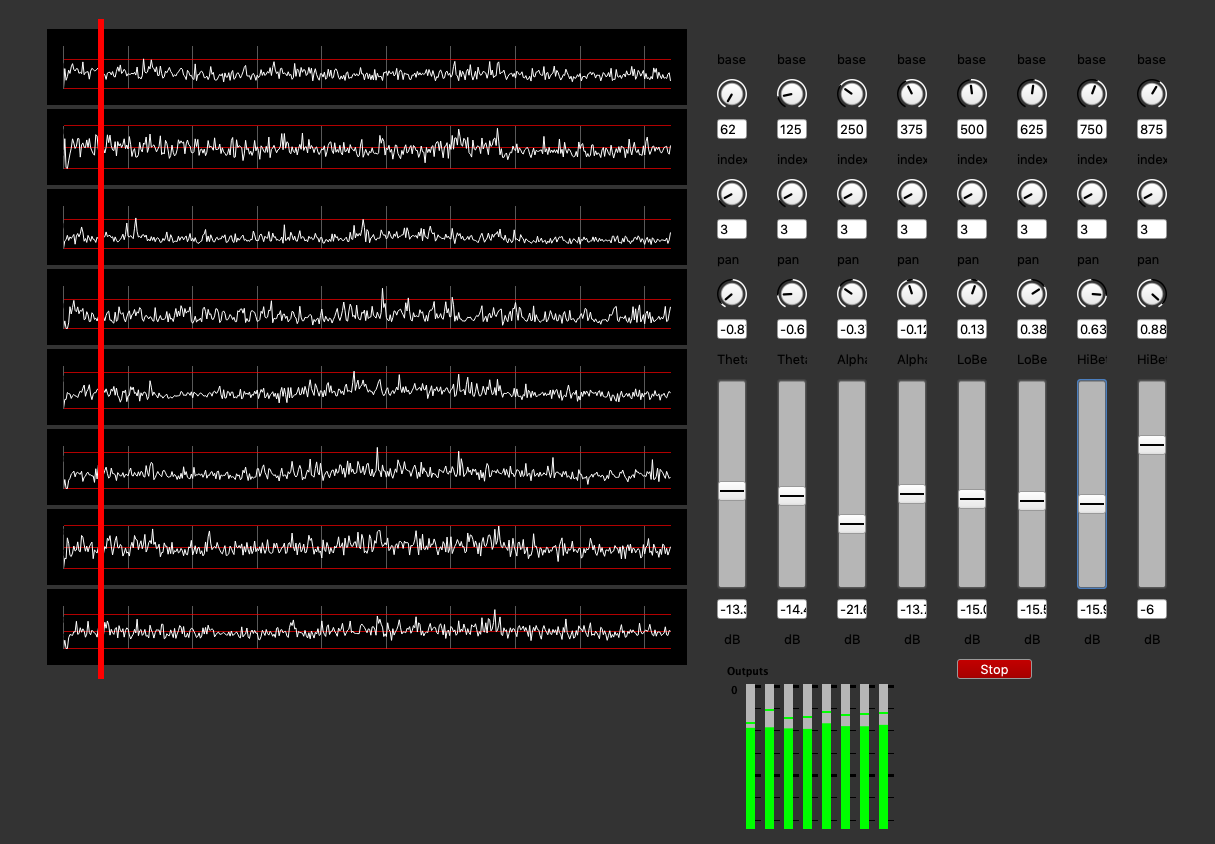 base base base base base base base base
62 125 250 375 500 625 750 875
index index index index index index index index
3 3 3 3 3 3 3 3
pan pan pan pan pan pan pan pan
-0.8 -0.6 -0.3 -0.12 0.13 0.38 0.63 0.88
Theta Theta Alpha Alpha LoBe LoBe HiBet HiBet
-13.3 -14.4 -21.6 -13.7 -15.0 -15.5 -15.9 -6
dB dB dB dB dB dB dB dB
Stop
Outputs
0